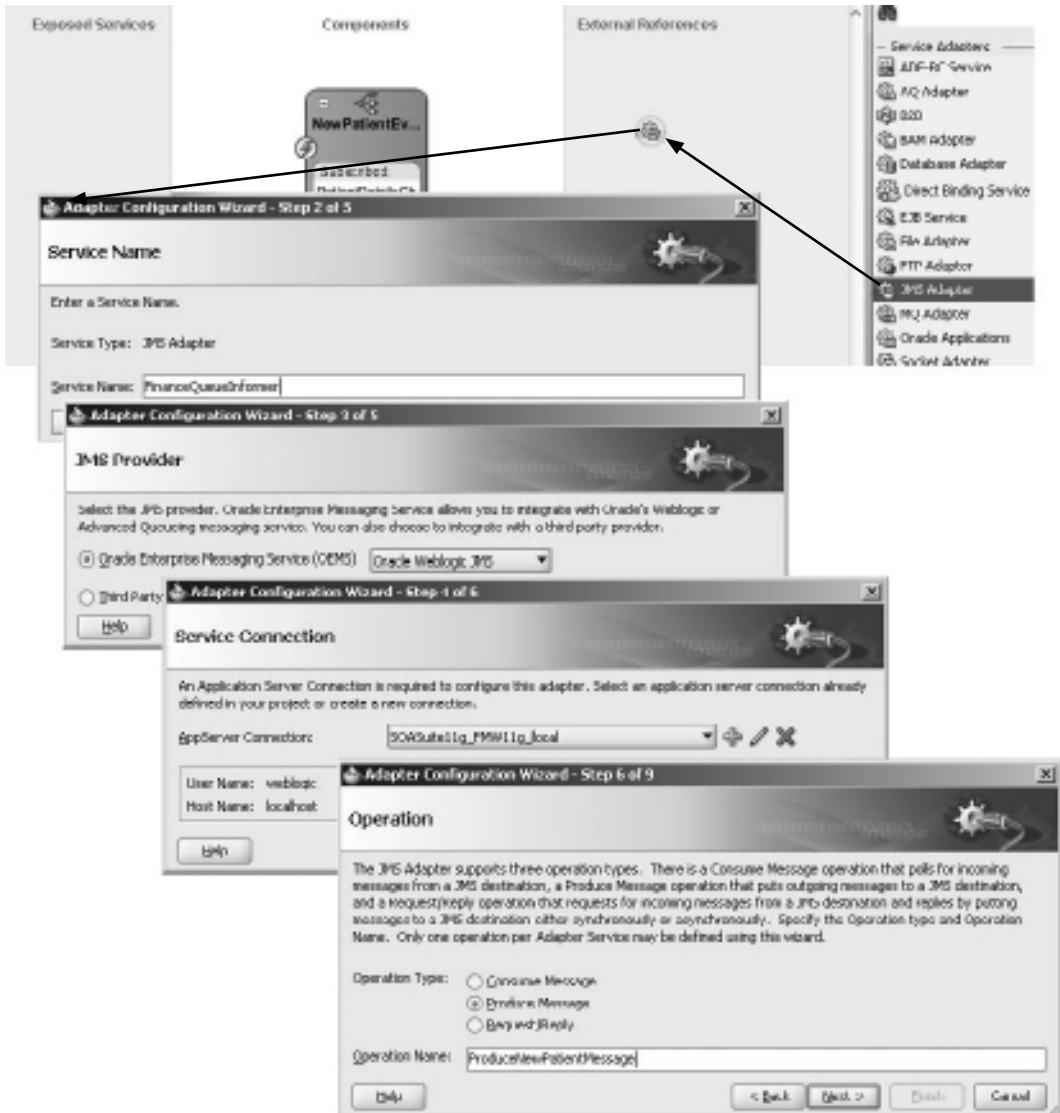 Exposed Services
Components
External References
Service Adapters
ADF-BC Service
AQ Adapter
B2B
BAM Adapter
Database Adapter
Direct Binding Service
EJB Service
File Adapter
FTP Adapter
JMS Adapter
MQ Adapter
Oracle Applications
Socket Adapter
NewPatientEv...
Subscribed
Adapter Configuration Wizard - Step 2 of 5
Service Name
Enter a Service Name.
Service Type: JMS Adapter
Service Name: FinanceQueueInformer
Adapter Configuration Wizard - Step 3 of 5
JMS Provider
Select the JMS provider. Oracle Enterprise Messaging Service allows you to integrate with Oracle's Weblogic or
Advanced Queuing messaging service. You can also choose to integrate with a third party provider.
Oracle Enterprise Messaging Service (OEMS) Oracle Weblogic JMS
Third Party
Help
Adapter Configuration Wizard - Step 4 of 6
Service Connection
An Application Server Connection is required to configure this adapter. Select an application server connection already
defined in your project or create a new connection.
AppServer Connection: SOASuite11g_FMW11g_local
User Name: weblogic
Host Name: localhost
Help
Adapter Configuration Wizard - Step 6 of 9
Operation
The JMS Adapter supports three operation types. There is a Consume Message operation that polls for incoming
messages from a JMS destination, a Produce Message operation that puts outgoing messages to a JMS destination,
and a Request/Reply operation that requests for incoming messages from a JMS destination and replies by putting
messages to a JMS destination either synchronously or asynchronously. Specify the Operation type and Operation
Name. Only one operation per Adapter Service may be defined using this wizard.
Operation Type: Consume Message
Produce Message
Request/Reply
Operation Name: ProduceNewPatientMessage
Help < Back Next > Finish Cancel